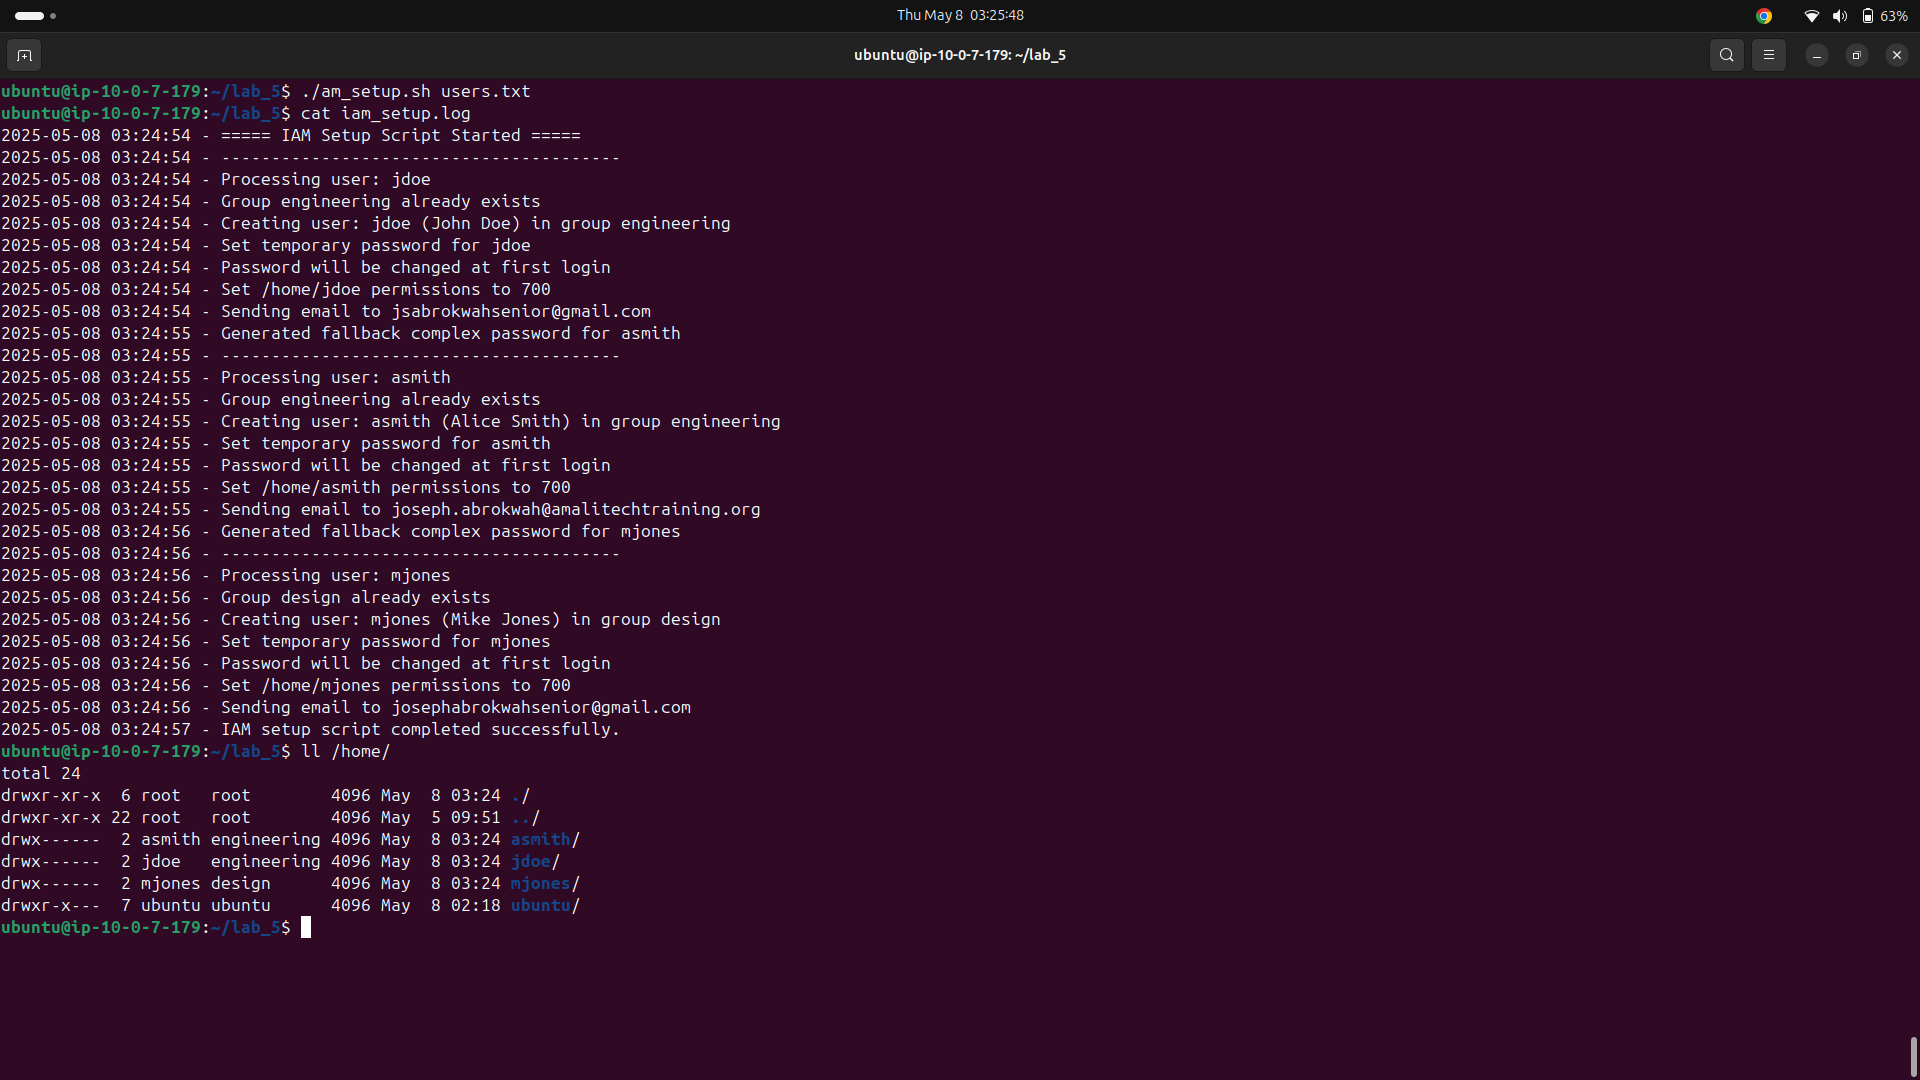 Thu May 8  03:25:48
63%
ubuntu@ip-10-0-7-179: ~/lab_5
ubuntu@ip-10-0-7-179:~/lab_5$ ./am_setup.sh users.txt
ubuntu@ip-10-0-7-179:~/lab_5$ cat iam_setup.log
2025-05-08 03:24:54 - ===== IAM Setup Script Started =====
2025-05-08 03:24:54 - ----------------------------------------
2025-05-08 03:24:54 - Processing user: jdoe
2025-05-08 03:24:54 - Group engineering already exists
2025-05-08 03:24:54 - Creating user: jdoe (John Doe) in group engineering
2025-05-08 03:24:54 - Set temporary password for jdoe
2025-05-08 03:24:54 - Password will be changed at first login
2025-05-08 03:24:54 - Set /home/jdoe permissions to 700
2025-05-08 03:24:54 - Sending email to jsabrokwahsenior@gmail.com
2025-05-08 03:24:55 - Generated fallback complex password for asmith
2025-05-08 03:24:55 - ----------------------------------------
2025-05-08 03:24:55 - Processing user: asmith
2025-05-08 03:24:55 - Group engineering already exists
2025-05-08 03:24:55 - Creating user: asmith (Alice Smith) in group engineering
2025-05-08 03:24:55 - Set temporary password for asmith
2025-05-08 03:24:55 - Password will be changed at first login
2025-05-08 03:24:55 - Set /home/asmith permissions to 700
2025-05-08 03:24:55 - Sending email to joseph.abrokwah@amalitechtraining.org
2025-05-08 03:24:56 - Generated fallback complex password for mjones
2025-05-08 03:24:56 - ----------------------------------------
2025-05-08 03:24:56 - Processing user: mjones
2025-05-08 03:24:56 - Group design already exists
2025-05-08 03:24:56 - Creating user: mjones (Mike Jones) in group design
2025-05-08 03:24:56 - Set temporary password for mjones
2025-05-08 03:24:56 - Password will be changed at first login
2025-05-08 03:24:56 - Set /home/mjones permissions to 700
2025-05-08 03:24:56 - Sending email to josephabrokwahsenior@gmail.com
2025-05-08 03:24:57 - IAM setup script completed successfully.
ubuntu@ip-10-0-7-179:~/lab_5$ ll /home/
total 24
drwxr-xr-x  6 root   root        4096 May  8 03:24 ./
drwxr-xr-x 22 root   root        4096 May  5 09:51 ../
drwx------  2 asmith engineering 4096 May  8 03:24 asmith/
drwx------  2 jdoe   engineering 4096 May  8 03:24 jdoe/
drwx------  2 mjones design      4096 May  8 03:24 mjones/
drwxr-x---  7 ubuntu ubuntu      4096 May  8 02:18 ubuntu/
ubuntu@ip-10-0-7-179:~/lab_5$